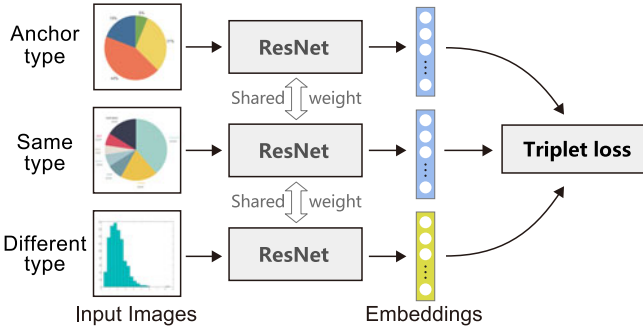 Anchor
type
ResNet
Shared weight
Same
type
ResNet
Triplet loss
Shared weight
Different
type
ResNet
Input Images
Embeddings